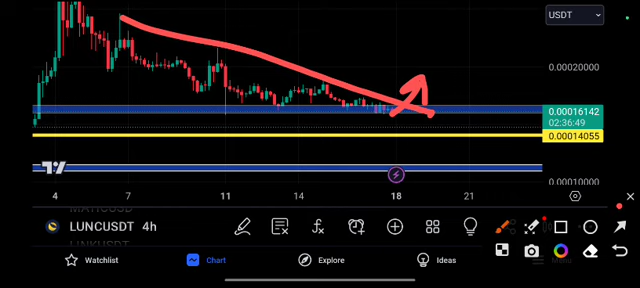 USDT
0.00020000
0.00016142
02:36:49
0.00014055
0.00010000
4 7 11 14 18 21
MATICUSD
LUNCUSDT 4h
LINKUSDT
Watchlist Chart Explore Ideas Menu